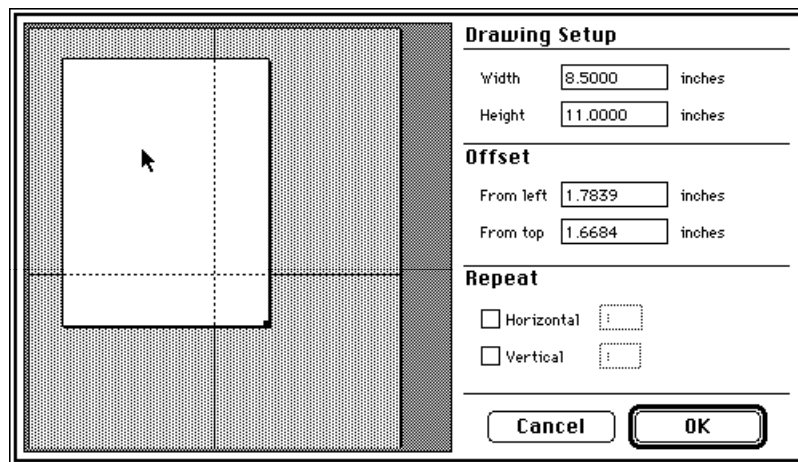 Drawing Setup
Width 8.5000 inches
Height 11.0000 inches
Offset
From left 1.7839 inches
From top 1.6684 inches
Repeat
Horizontal
Vertical
Cancel OK